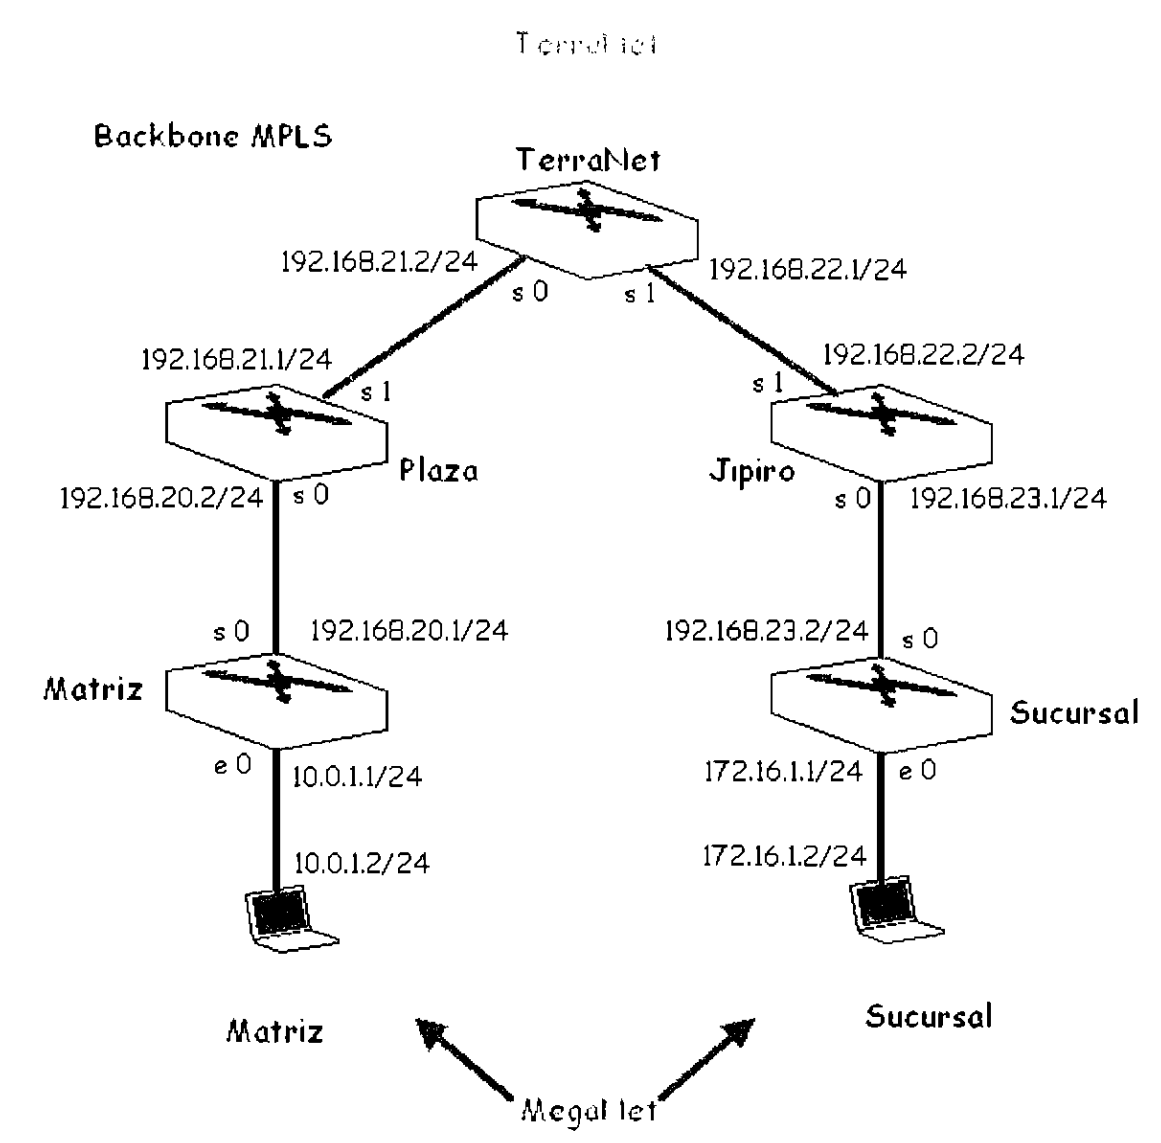 TerraNet
Backbone MPLS
TerraNet
192.168.21.2/24
192.168.22.1/24
s 0
s 1
192.168.21.1/24
192.168.22.2/24
s 1
s 1
Plaza
Jipiro
192.168.20.2/24
s 0
s 0
192.168.23.1/24
s 0
192.168.20.1/24
192.168.23.2/24
s 0
Matriz
Sucursal
e 0
10.0.1.1/24
172.16.1.1/24
e 0
10.0.1.2/24
172.16.1.2/24
Matriz
Sucursal
MegaNet